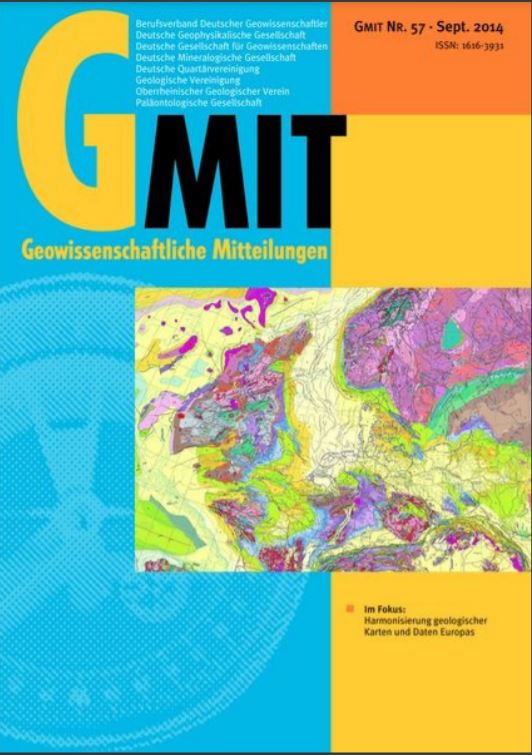 Berufsverband Deutscher Geowissenschaftler
Deutsche Geophysikalische Gesellschaft
Deutsche Gesellschaft für Geowissenschaften
Deutsche Mineralogische Gesellschaft
Deutsche Quartärvereinigung
Geologische Vereinigung
Oberrheinischer Geologischer Verein
Paläontologische Gesellschaft
GMIT NR. 57 · SEPT. 2014
ISSN: 1616-3931
GMIT
Geowissenschaftliche Mitteilungen
Im Fokus:
Harmonisierung geologischer
Karten und Daten Europas